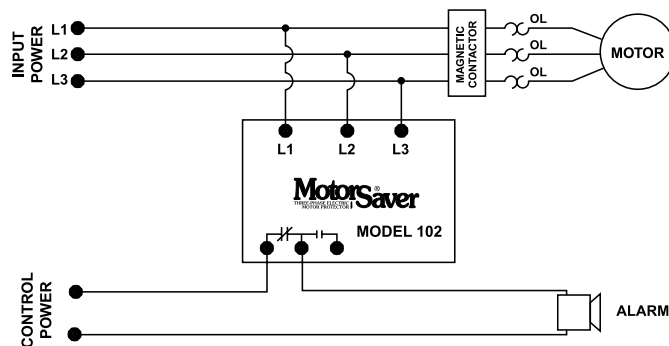 INPUT
POWER
L1
L2
L3
MAGNETIC
CONTACTOR
OL
OL
OL
MOTOR
L1
L2
L3
MotorSaver®
THREE-PHASE ELECTRIC
MOTOR PROTECTOR
MODEL 102
CONTROL
POWER
ALARM